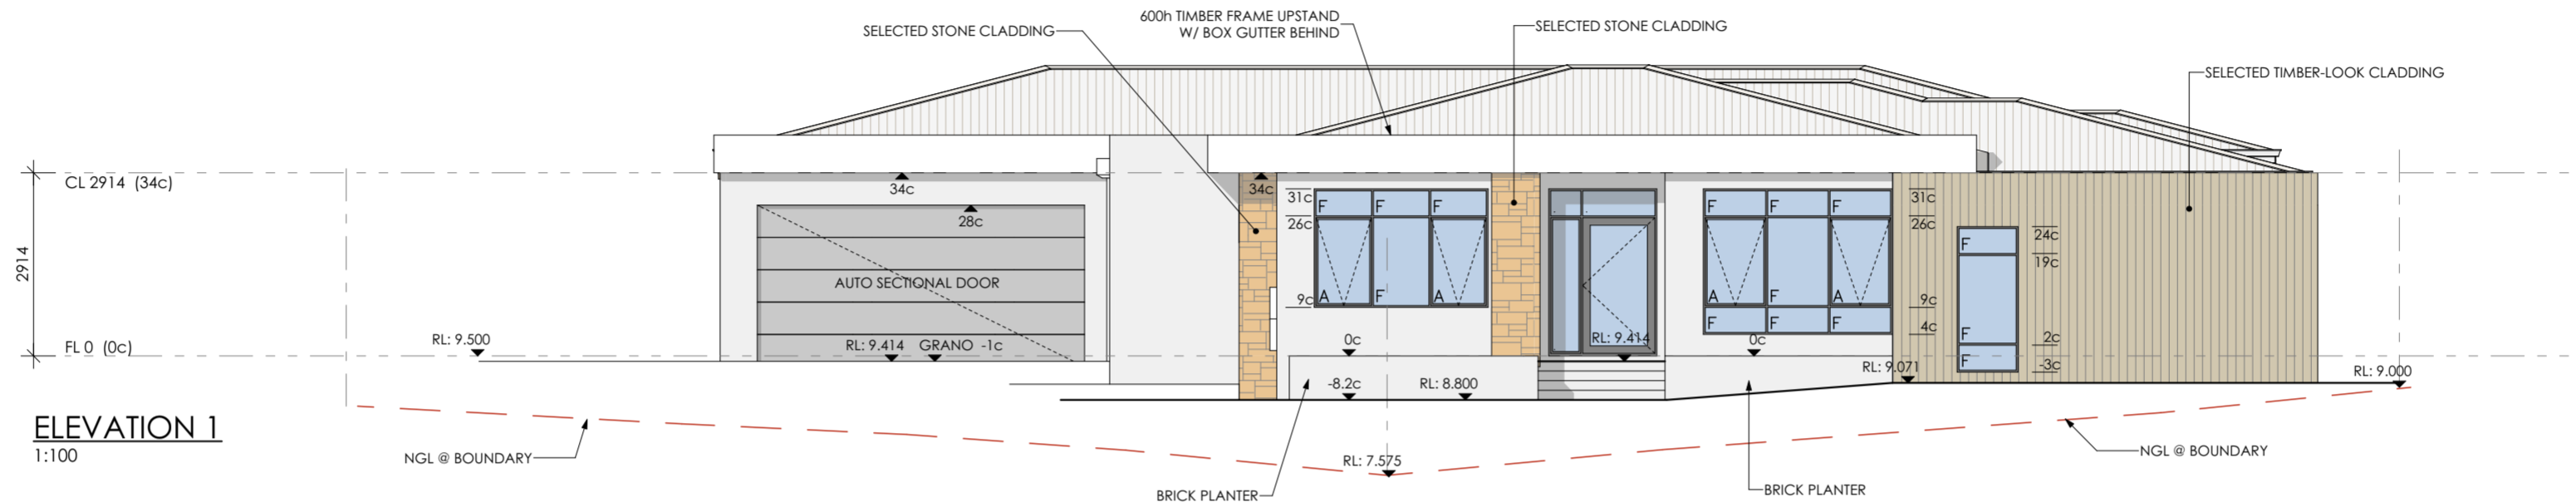 600h TIMBER FRAME UPSTAND
W/ BOX GUTTER BEHIND
SELECTED STONE CLADDING
SELECTED STONE CLADDING
SELECTED TIMBER-LOOK CLADDING
CL 2914 (34c)
34c
34c
31c
F F F
F F F
31c
26c
26c
28c
24c
F
19c
2914
AUTO SECTIONAL DOOR
9c
A F A
A F A
9c
F F F
4c
F
2c
F
-3c
RL: 9.500
FL 0 (0c)
RL: 9.414 GRANO -1c
0c
RL: 9.414
0c
RL: 9.071
RL: 9.000
-8.2c
RL: 8.800
ELEVATION 1
1:100
NGL @ BOUNDARY
RL: 7.575
NGL @ BOUNDARY
BRICK PLANTER
BRICK PLANTER